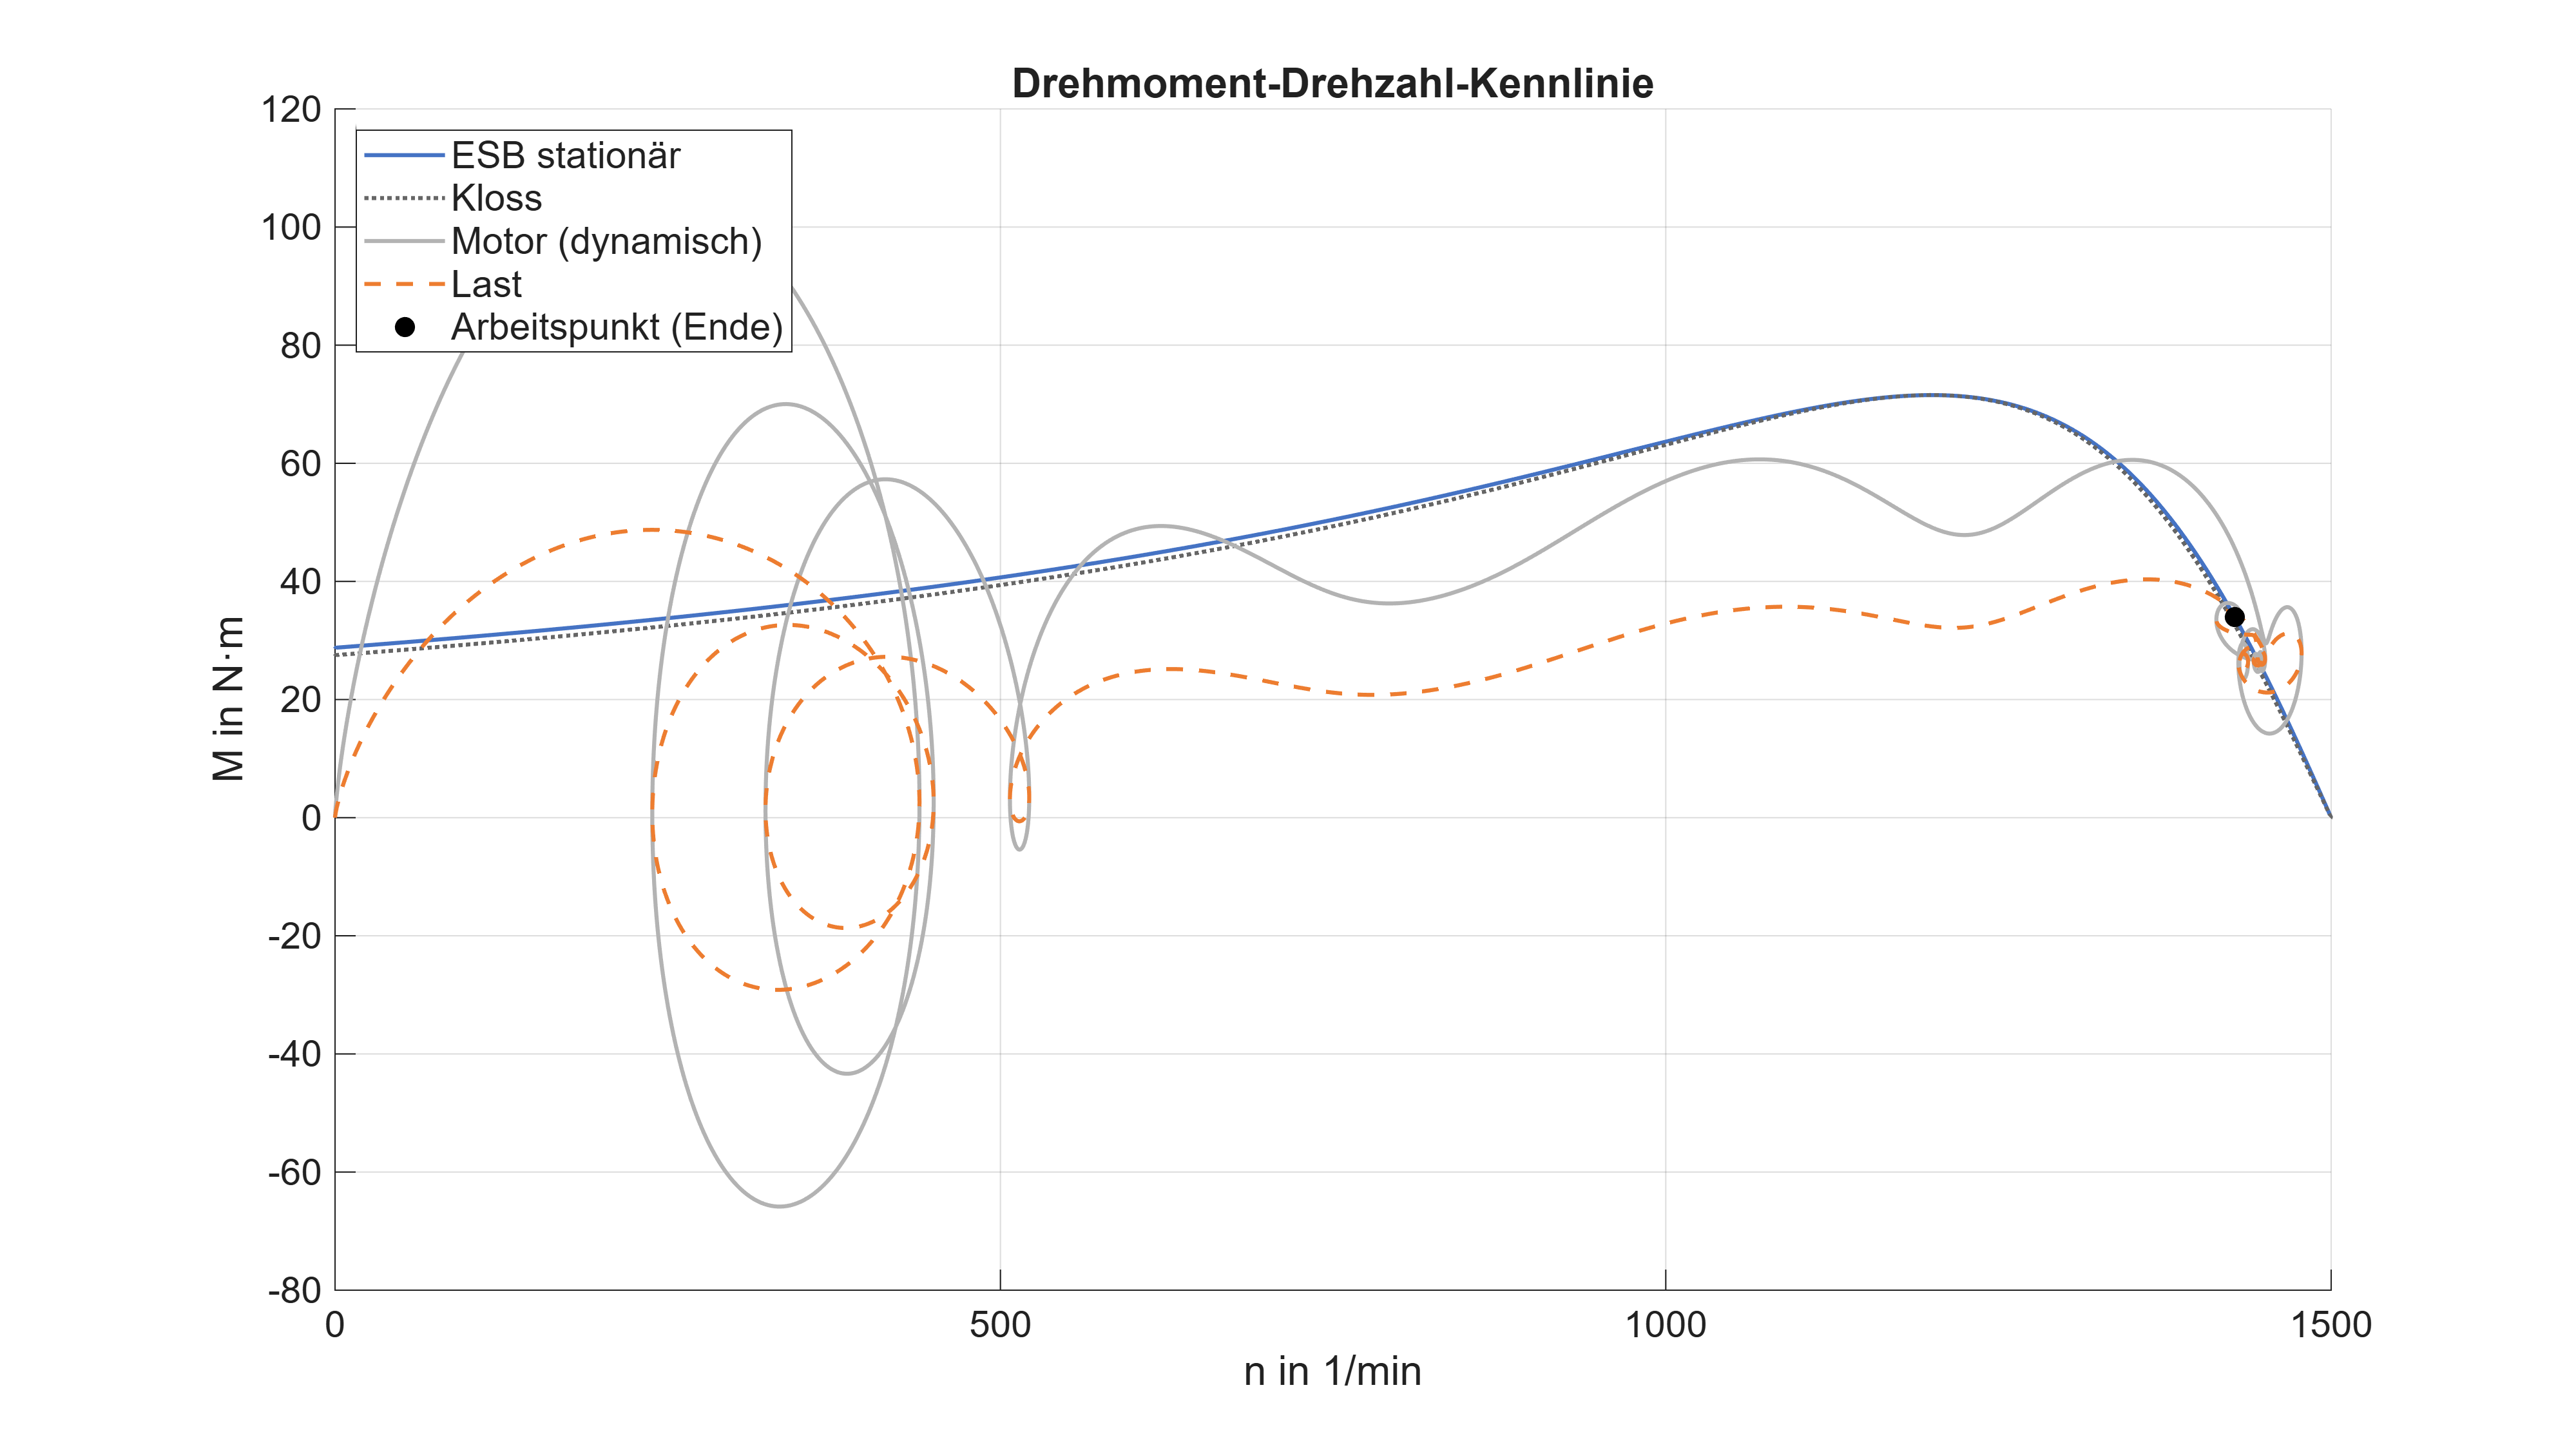 Drehmoment-Drehzahl-Kennlinie
120
100
80
60
40
20
0
-20
-40
-60
-80
M in N·m
ESB stationär
Kloss
Motor (dynamisch)
Last
Arbeitspunkt (Ende)
0
500
1000
1500
n in 1/min